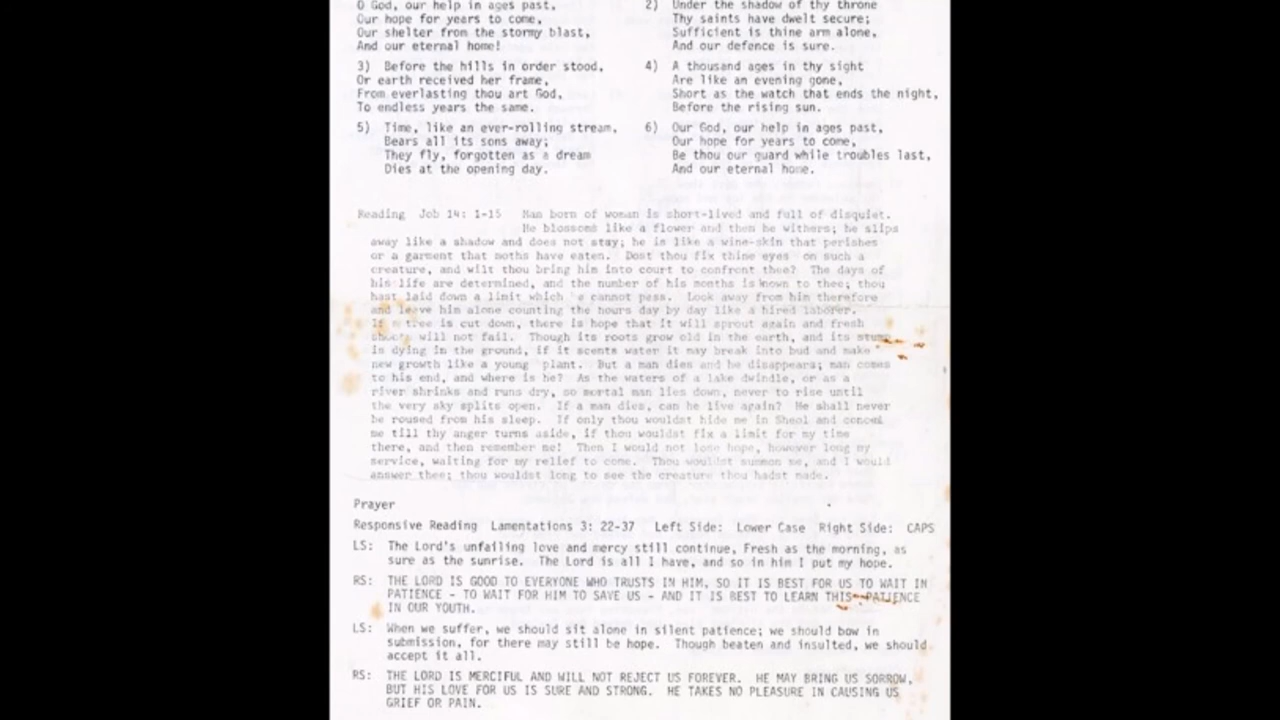 O God, our help in ages past,
Our hope for years to come,
Our shelter from the stormy blast,
And our eternal home!
2) Under the shadow of thy throne
Thy saints have dwelt secure;
Sufficient is thine arm alone,
And our defence is sure.
3) Before the hills in order stood,
Or earth received her frame,
From everlasting thou art God,
To endless years the same.
4) A thousand ages in thy sight
Are like an evening gone,
Short as the watch that ends the night,
Before the rising sun.
5) Time, like an ever-rolling stream,
Bears all its sons away;
They fly, forgotten as a dream
Dies at the opening day.
6) Our God, our help in ages past,
Our hope for years to come,
Be thou our guard while troubles last,
And our eternal home.
Reading Job 14: 1-15 Man born of woman is short-lived and full of disquiet.
He blossoms like a flower and then he withers; he slips
away like a shadow and does not stay; he is like a wine-skin that perishes
or a garment that moths have eaten. Dost thou fix thine eyes on such a
creature, and wilt thou bring him into court to confront thee? The days of
his life are determined, and the number of his months is known to thee; thou
hast laid down a limit which he cannot pass. Look away from him therefore
and leave him alone counting the hours day by day like a hired laborer.
If a tree is cut down, there is hope that it will sprout again and fresh
shoots will not fail. Though its roots grow old in the earth, and its stump
is dying in the ground, if it scents water it may break into bud and make
new growth like a young plant. But a man dies and he disappears; man comes
to his end, and where is he? As the waters of a lake dwindle, or as a
river shrinks and runs dry, so mortal man lies down, never to rise until
the very sky splits open. If a man dies, can he live again? He shall never
be roused from his sleep. If only thou wouldst hide me in Sheol and conceal
me till thy anger turns aside, if thou wouldst fix a limit for my time
there, and then remember me! Then I would not lose hope, however long my
service, waiting for my relief to come. Thou wouldst summon me, and I would
answer thee; thou wouldst long to see the creature thou hadst made.
Prayer
Responsive Reading Lamentations 3: 22-37 Left Side: Lower Case Right Side: CAPS
LS: The Lord's unfailing love and mercy still continue, Fresh as the morning, as
sure as the sunrise. The Lord is all I have, and so in him I put my hope.
RS: THE LORD IS GOOD TO EVERYONE WHO TRUSTS IN HIM, SO IT IS BEST FOR US TO WAIT IN
PATIENCE - TO WAIT FOR HIM TO SAVE US - AND IT IS BEST TO LEARN THIS PATIENCE
IN OUR YOUTH.
LS: When we suffer, we should sit alone in silent patience; we should bow in
submission, for there may still be hope. Though beaten and insulted, we should
accept it all.
RS: THE LORD IS MERCIFUL AND WILL NOT REJECT US FOREVER. HE MAY BRING US SORROW,
BUT HIS LOVE FOR US IS SURE AND STRONG. HE TAKES NO PLEASURE IN CAUSING US
GRIEF OR PAIN.